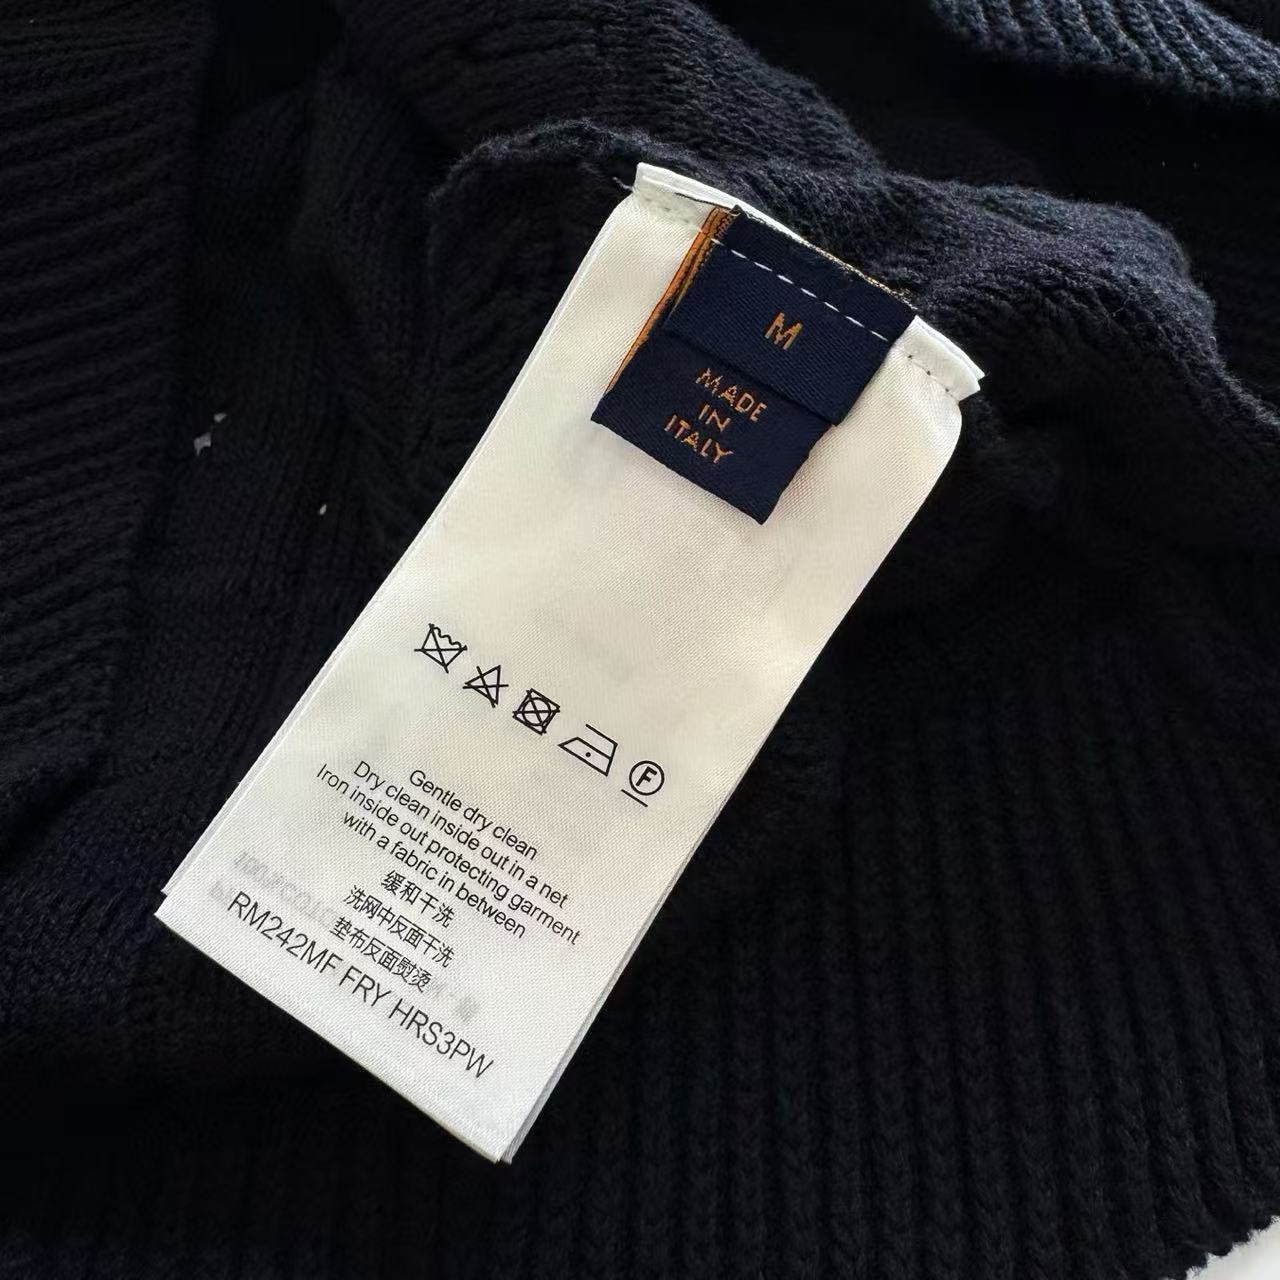 M
MADE
IN
ITALY
F
Gentle dry clean
Dry clean inside out in a net
Iron inside out protecting garment
with a fabric in between
缓和干洗
洗网中反面干洗
垫布反面熨烫
RM242MF FRY HRS3PW